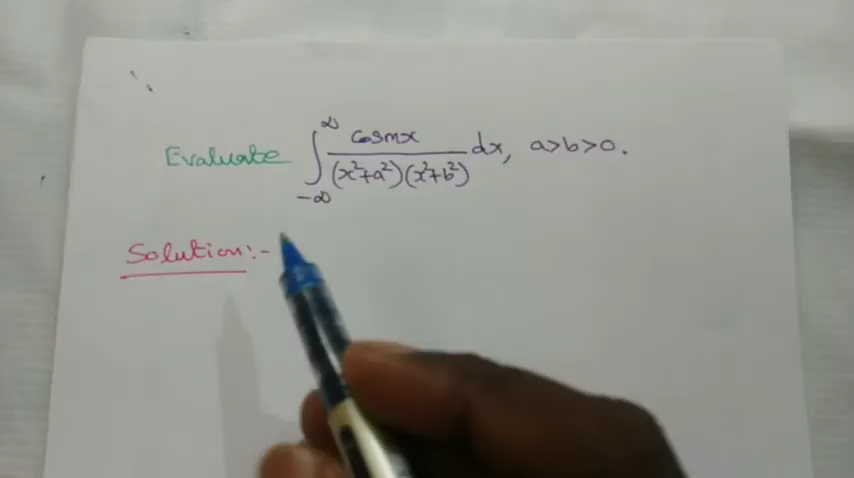 Evaluate ∫_{-∞}^{∞} cosmx / (x²+a²)(x²+b²) dx, a>b>0.
Solution:-